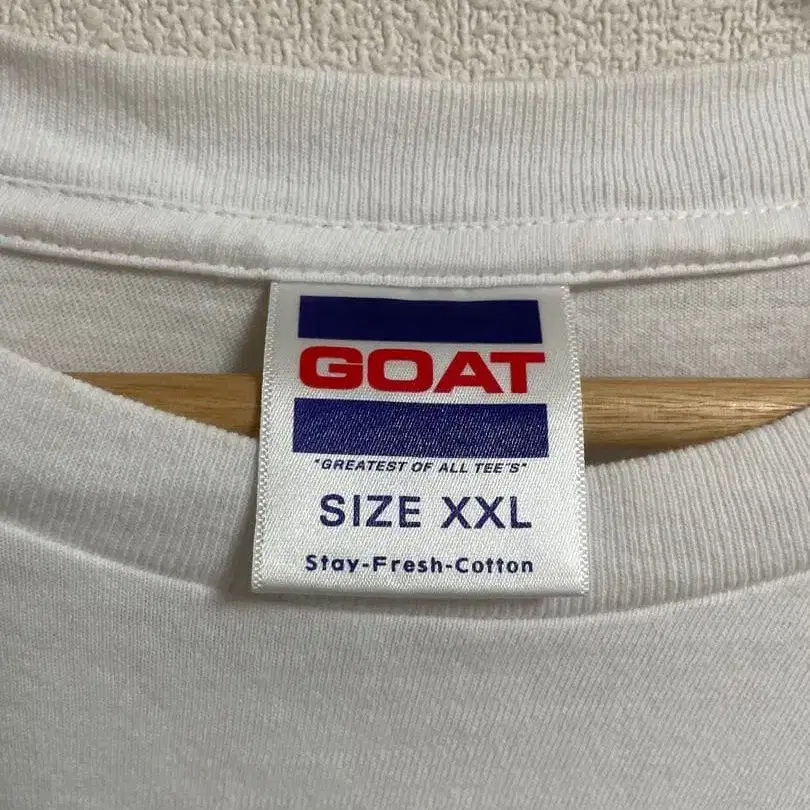 GOAT
"GREATEST OF ALL TEE'S"
SIZE XXL
Stay-Fresh-Cotton